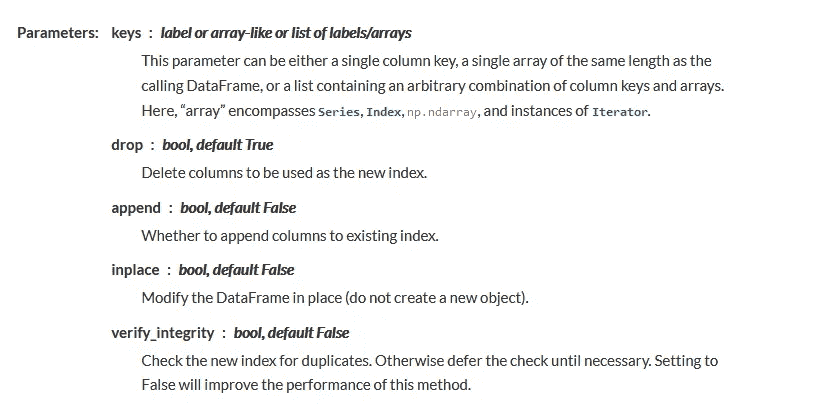 Parameters: keys : label or array-like or list of labels/arrays
This parameter can be either a single column key, a single array of the same length as the
calling DataFrame, or a list containing an arbitrary combination of column keys and arrays.
Here, “array” encompasses Series, Index, np.ndarray, and instances of Iterator.
drop : bool, default True
Delete columns to be used as the new index.
append : bool, default False
Whether to append columns to existing index.
inplace : bool, default False
Modify the DataFrame in place (do not create a new object).
verify_integrity : bool, default False
Check the new index for duplicates. Otherwise defer the check until necessary. Setting to
False will improve the performance of this method.